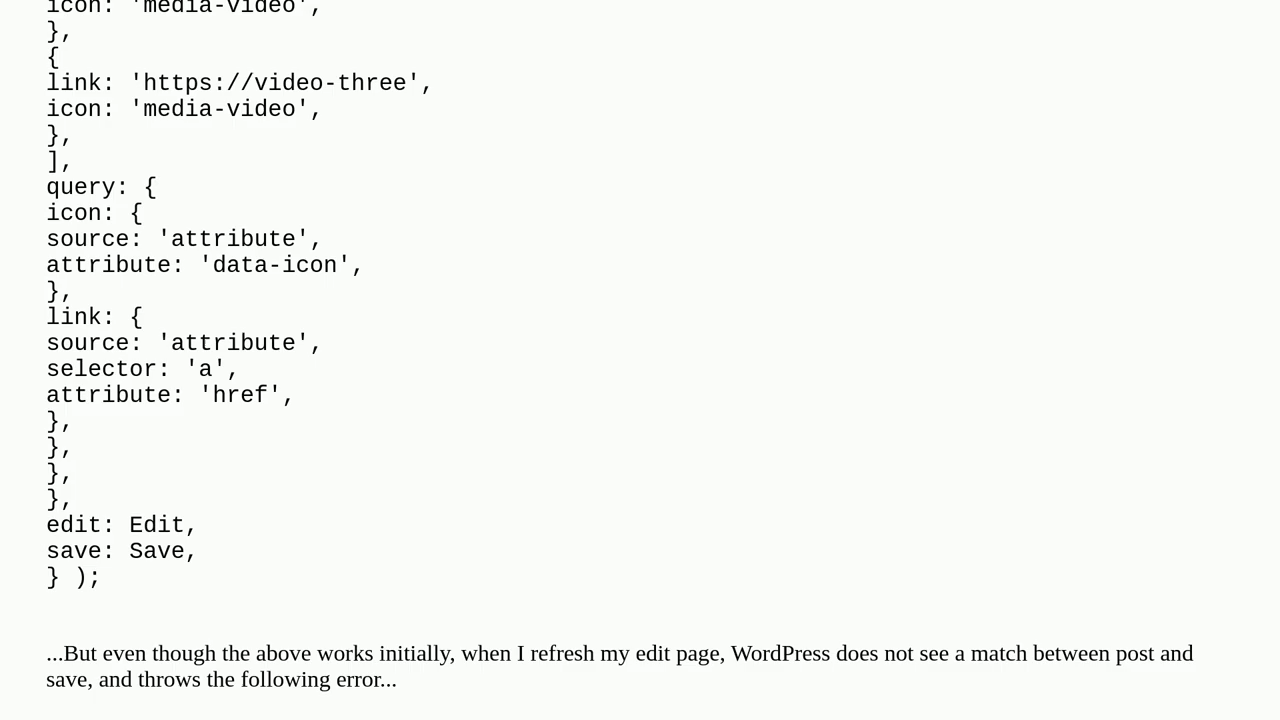 icon: 'media-video',
},
{
link: 'https://video-three',
icon: 'media-video',
},
],
query: {
icon: {
source: 'attribute',
attribute: 'data-icon',
},
link: {
source: 'attribute',
selector: 'a',
attribute: 'href',
},
},
},
},
edit: Edit,
save: Save,
} );
...But even though the above works initially, when I refresh my edit page, WordPress does not see a match between post and
save, and throws the following error...